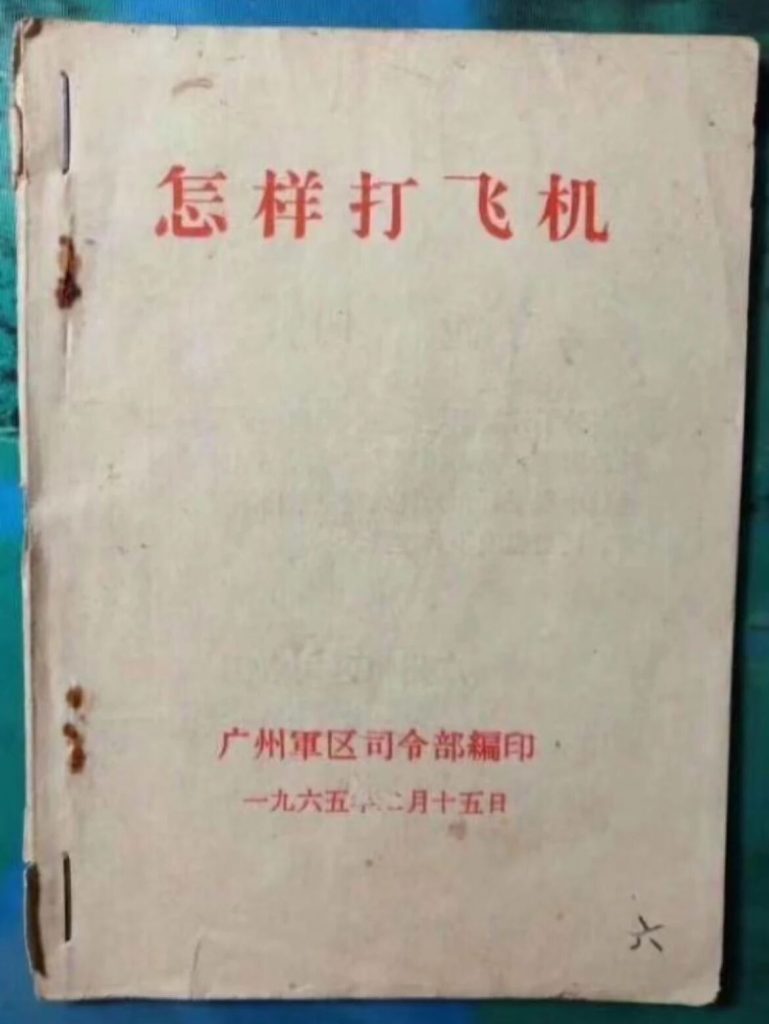 怎样打飞机
广州軍区司令部編印
一九六五年二月十五日
六